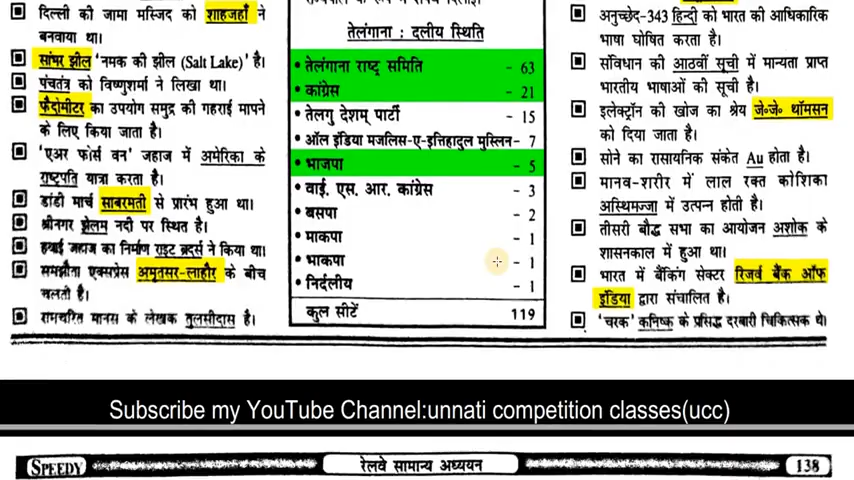 दिल्ली की जामा मस्जिद को शाहजहाँ ने
बनवाया था।
सांभर झील 'नमक की झील (Salt Lake)' है।
पंचतंत्र को विष्णुशर्मा ने लिखा था।
फैदोमीटर का उपयोग समुद्र की गहराई मापने
के लिए किया जाता है।
'एअर फोर्स वन' जहाज में अमेरिका के
राष्ट्रपति यात्रा करता है।
डांडी मार्च साबरमती से प्रारंभ हुआ था।
श्रीनगर झेलम नदी पर स्थित है।
हवाई जहाज का निर्माण राइट ब्रदर्स ने किया था।
समझौता एक्सप्रेस अमृतसर-लाहौर के बीच
चलती है।
रामचरित मानस के लेखक तुलसीदास है।
तेलंगाना : दलीय स्थिति
• तेलंगाना राष्ट्र समिति - 63
• कांग्रेस - 21
• तेलगु देशम् पार्टी - 15
• ऑल इंडिया मजलिस-ए-इत्तिहादुल मुस्लिन - 7
• भाजपा - 5
• वाई. एस. आर. कांग्रेस - 3
• बसपा - 2
• माकपा - 1
• भाकपा - 1
• निर्दलीय - 1
कुल सीटें 119
अनुच्छेद-343 हिन्दी को भारत की आधिकारिक
भाषा घोषित करता है।
संविधान की आठवीं सूची में मान्यता प्राप्त
भारतीय भाषाओं की सूची है।
इलेक्ट्रॉन की खोज का श्रेय जे०जे० थॉमसन
को दिया जाता है।
सोने का रासायनिक संकेत Au होता है।
मानव-शरीर में लाल रक्त कोशिका
अस्थिमज्जा में उत्पन्न होती है।
तीसरी बौद्ध सभा का आयोजन अशोक के
शासनकाल में हुआ था।
भारत में बैंकिंग सेक्टर रिजर्व बैंक ऑफ
इंडिया द्वारा संचालित है।
'चरक' कनिष्क के प्रसिद्ध दरबारी चिकित्सक थे।
Subscribe my YouTube Channel:unnati competition classes(ucc)
SPEEDY रेलवे सामान्य अध्ययन 138